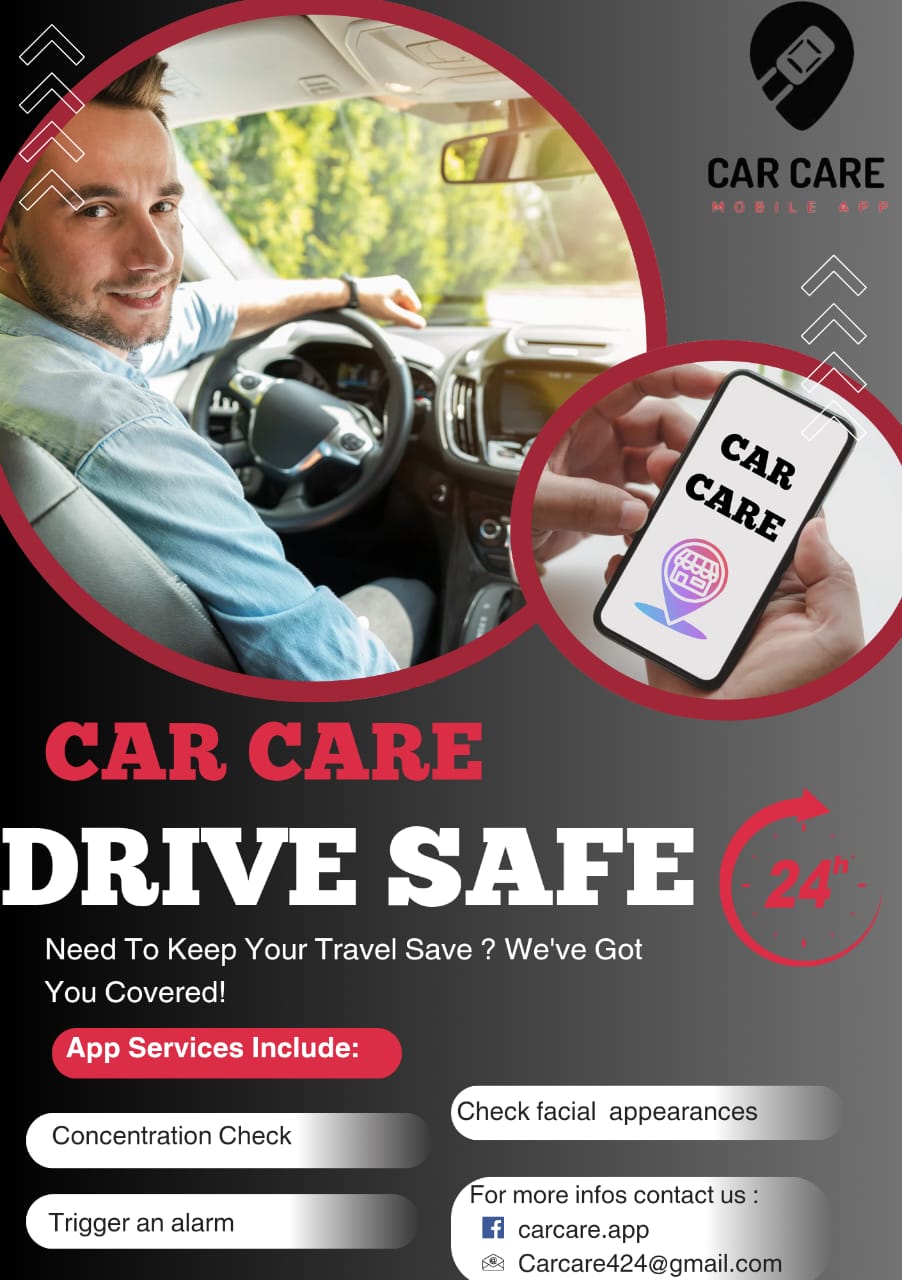 CAR CARE
MOBILE APP
CAR
CARE
CAR CARE
DRIVE SAFE
24h
Need To Keep Your Travel Save ? We've Got
You Covered!
App Services Include:
Concentration Check
Check facial appearances
Trigger an alarm
For more infos contact us :
carcare.app
Carcare424@gmail.com